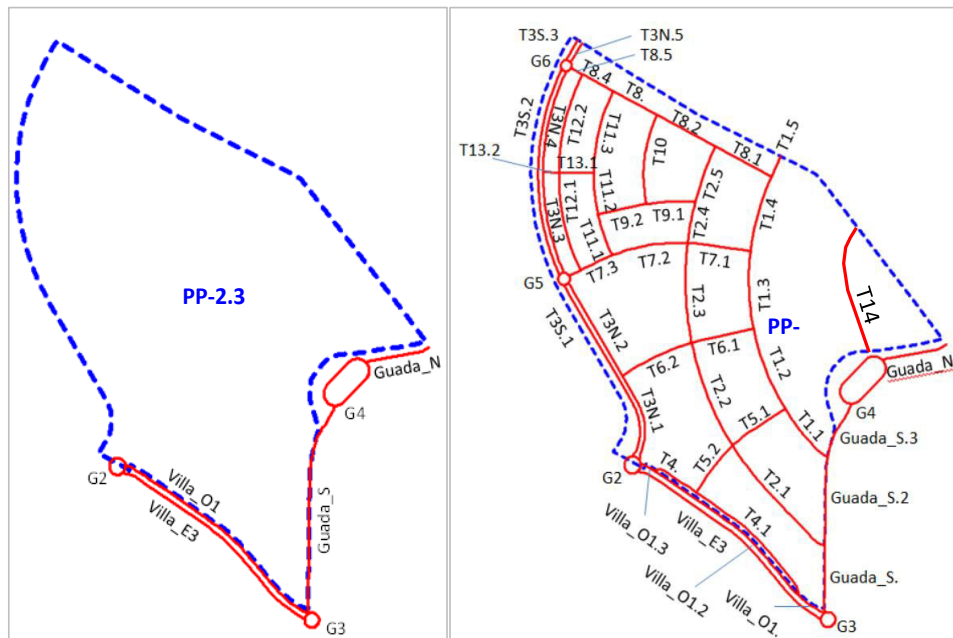 PP-2.3
Guada_N
G4
Guada_S
G2
Villa_O1
Villa_E3
G3
T3S.3
T3N.5
G6
T8.5
T8.4
T8.
T8.2
T8.1
T1.5
T3S.2
T3N.4
T12.2
T11.3
T10
T13.2
T13.1
T2.5
T1.4
T12.1
T11.2
T3N.3
T11.1
T9.2
T9.1
T2.4
T7.3
T7.2
T7.1
G5
T3S.1
T3N.2
T2.3
T1.3
PP-
T14
T6.2
T6.1
T1.2
Guada_N
G4
T3N.1
T2.2
T5.1
T1.1
Guada_S.3
T5.2
T4.
G2
T2.1
Guada_S.2
T4.1
Villa_O1.3
Villa_E3
Guada_S.
Villa_O1.2
Villa_O1.
G3